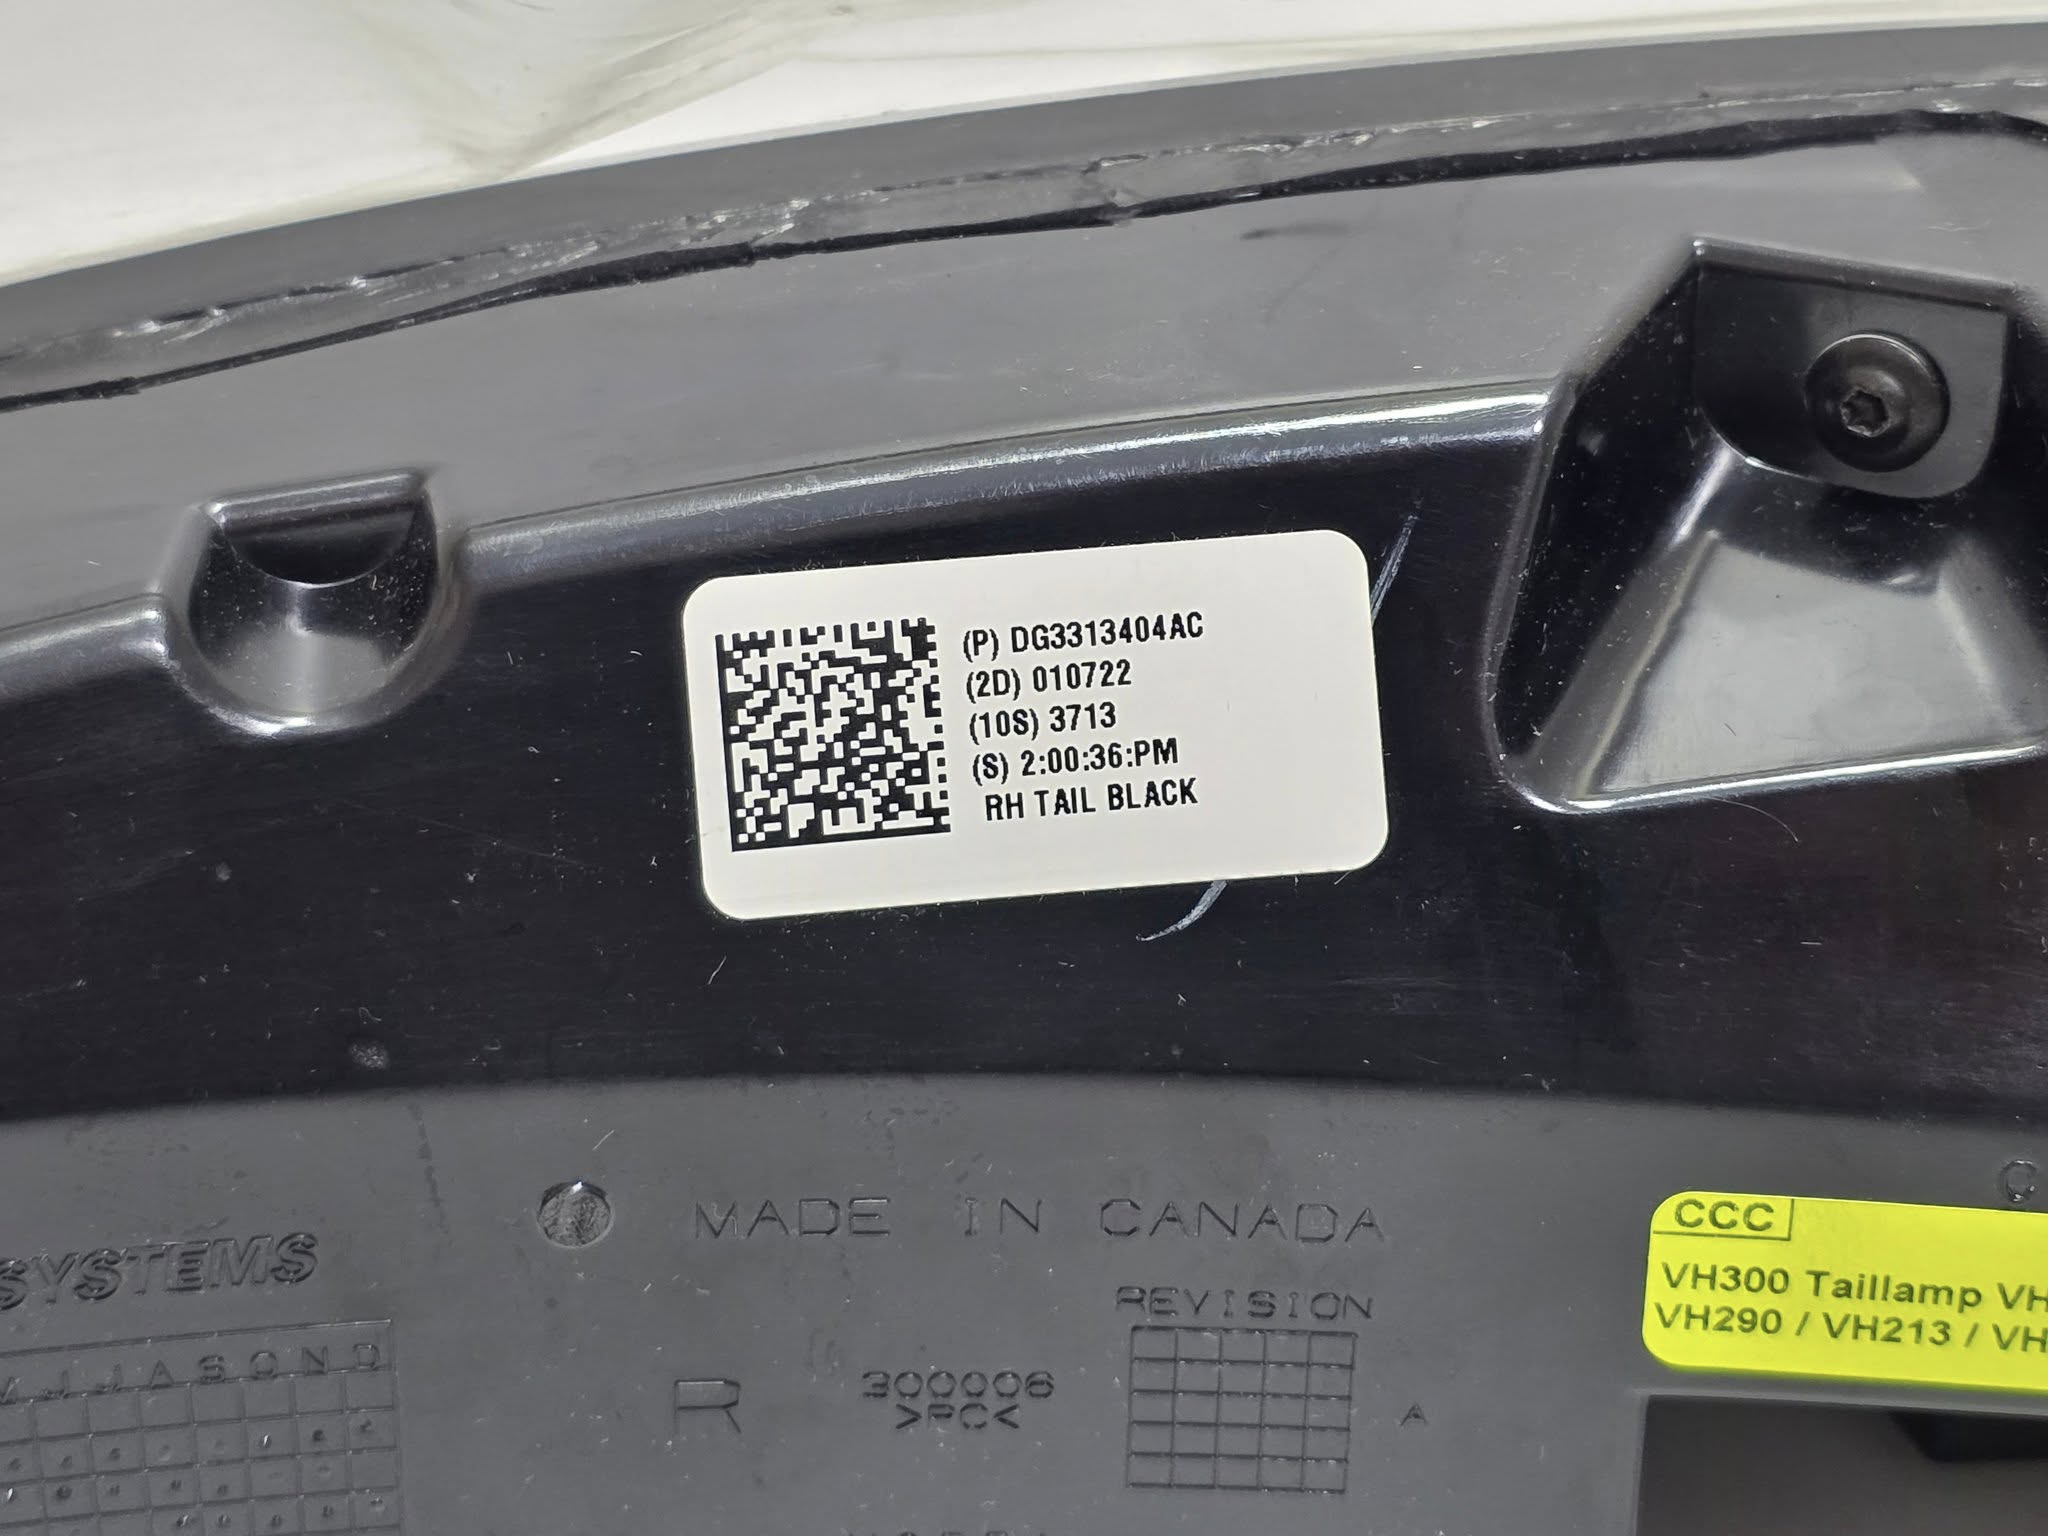 (P) DG3313404AC
(2D) 010722
(10S) 3713
(S) 2:00:36:PM
RH TAIL BLACK
MADE IN CANADA
SYSTEMS
CCC
VH300 Taillamp VH
VH290 / VH213 / VH
REVISION
M J J A S O N D
R
300006
>PC<
A